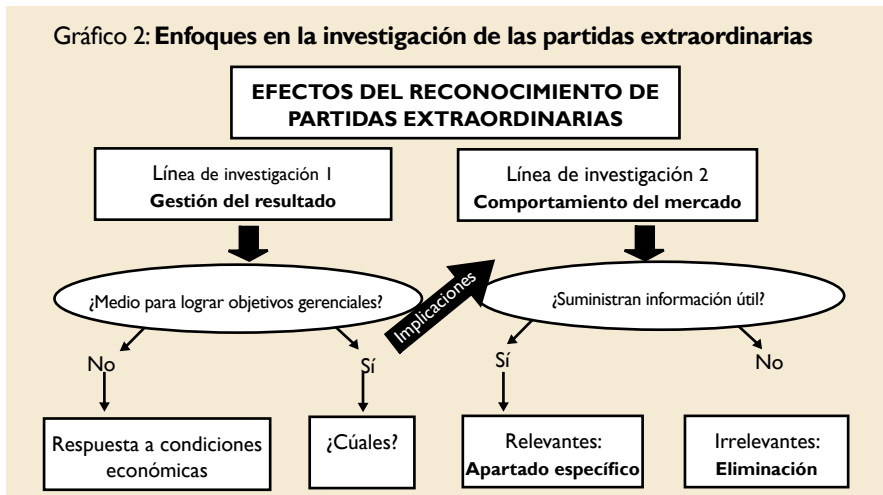 Gráfico 2: Enfoques en la investigación de las partidas extraordinarias
EFECTOS DEL RECONOCIMIENTO DE
PARTIDAS EXTRAORDINARIAS
Línea de investigación 1
Gestión del resultado
Línea de investigación 2
Comportamiento del mercado
¿Medio para lograr objetivos gerenciales?
Implicaciones
¿Suministran información útil?
No
Sí
Sí
No
Respuesta a condiciones
económicas
¿Cúales?
Relevantes:
Apartado específico
Irrelevantes:
Eliminación